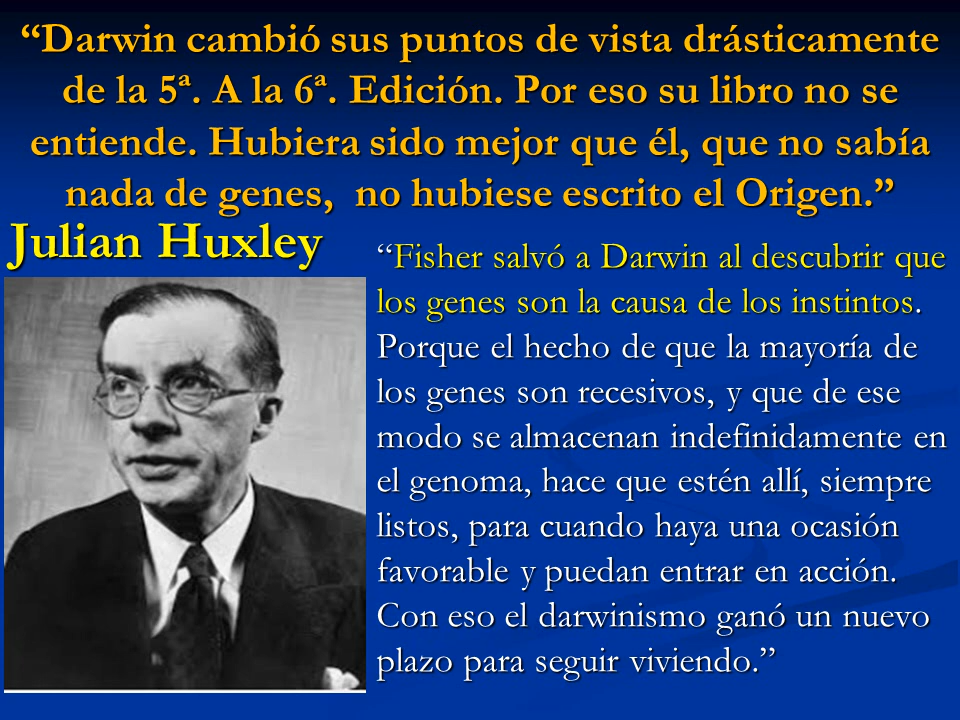 “Darwin cambió sus puntos de vista drásticamente
de la 5ª. A la 6ª. Edición. Por eso su libro no se
entiende. Hubiera sido mejor que él, que no sabía
nada de genes, no hubiese escrito el Origen.”
Julian Huxley
“Fisher salvó a Darwin al descubrir que
los genes son la causa de los instintos.
Porque el hecho de que la mayoría de
los genes son recesivos, y que de ese
modo se almacenan indefinidamente en
el genoma, hace que estén allí, siempre
listos, para cuando haya una ocasión
favorable y puedan entrar en acción.
Con eso el darwinismo ganó un nuevo
plazo para seguir viviendo.”